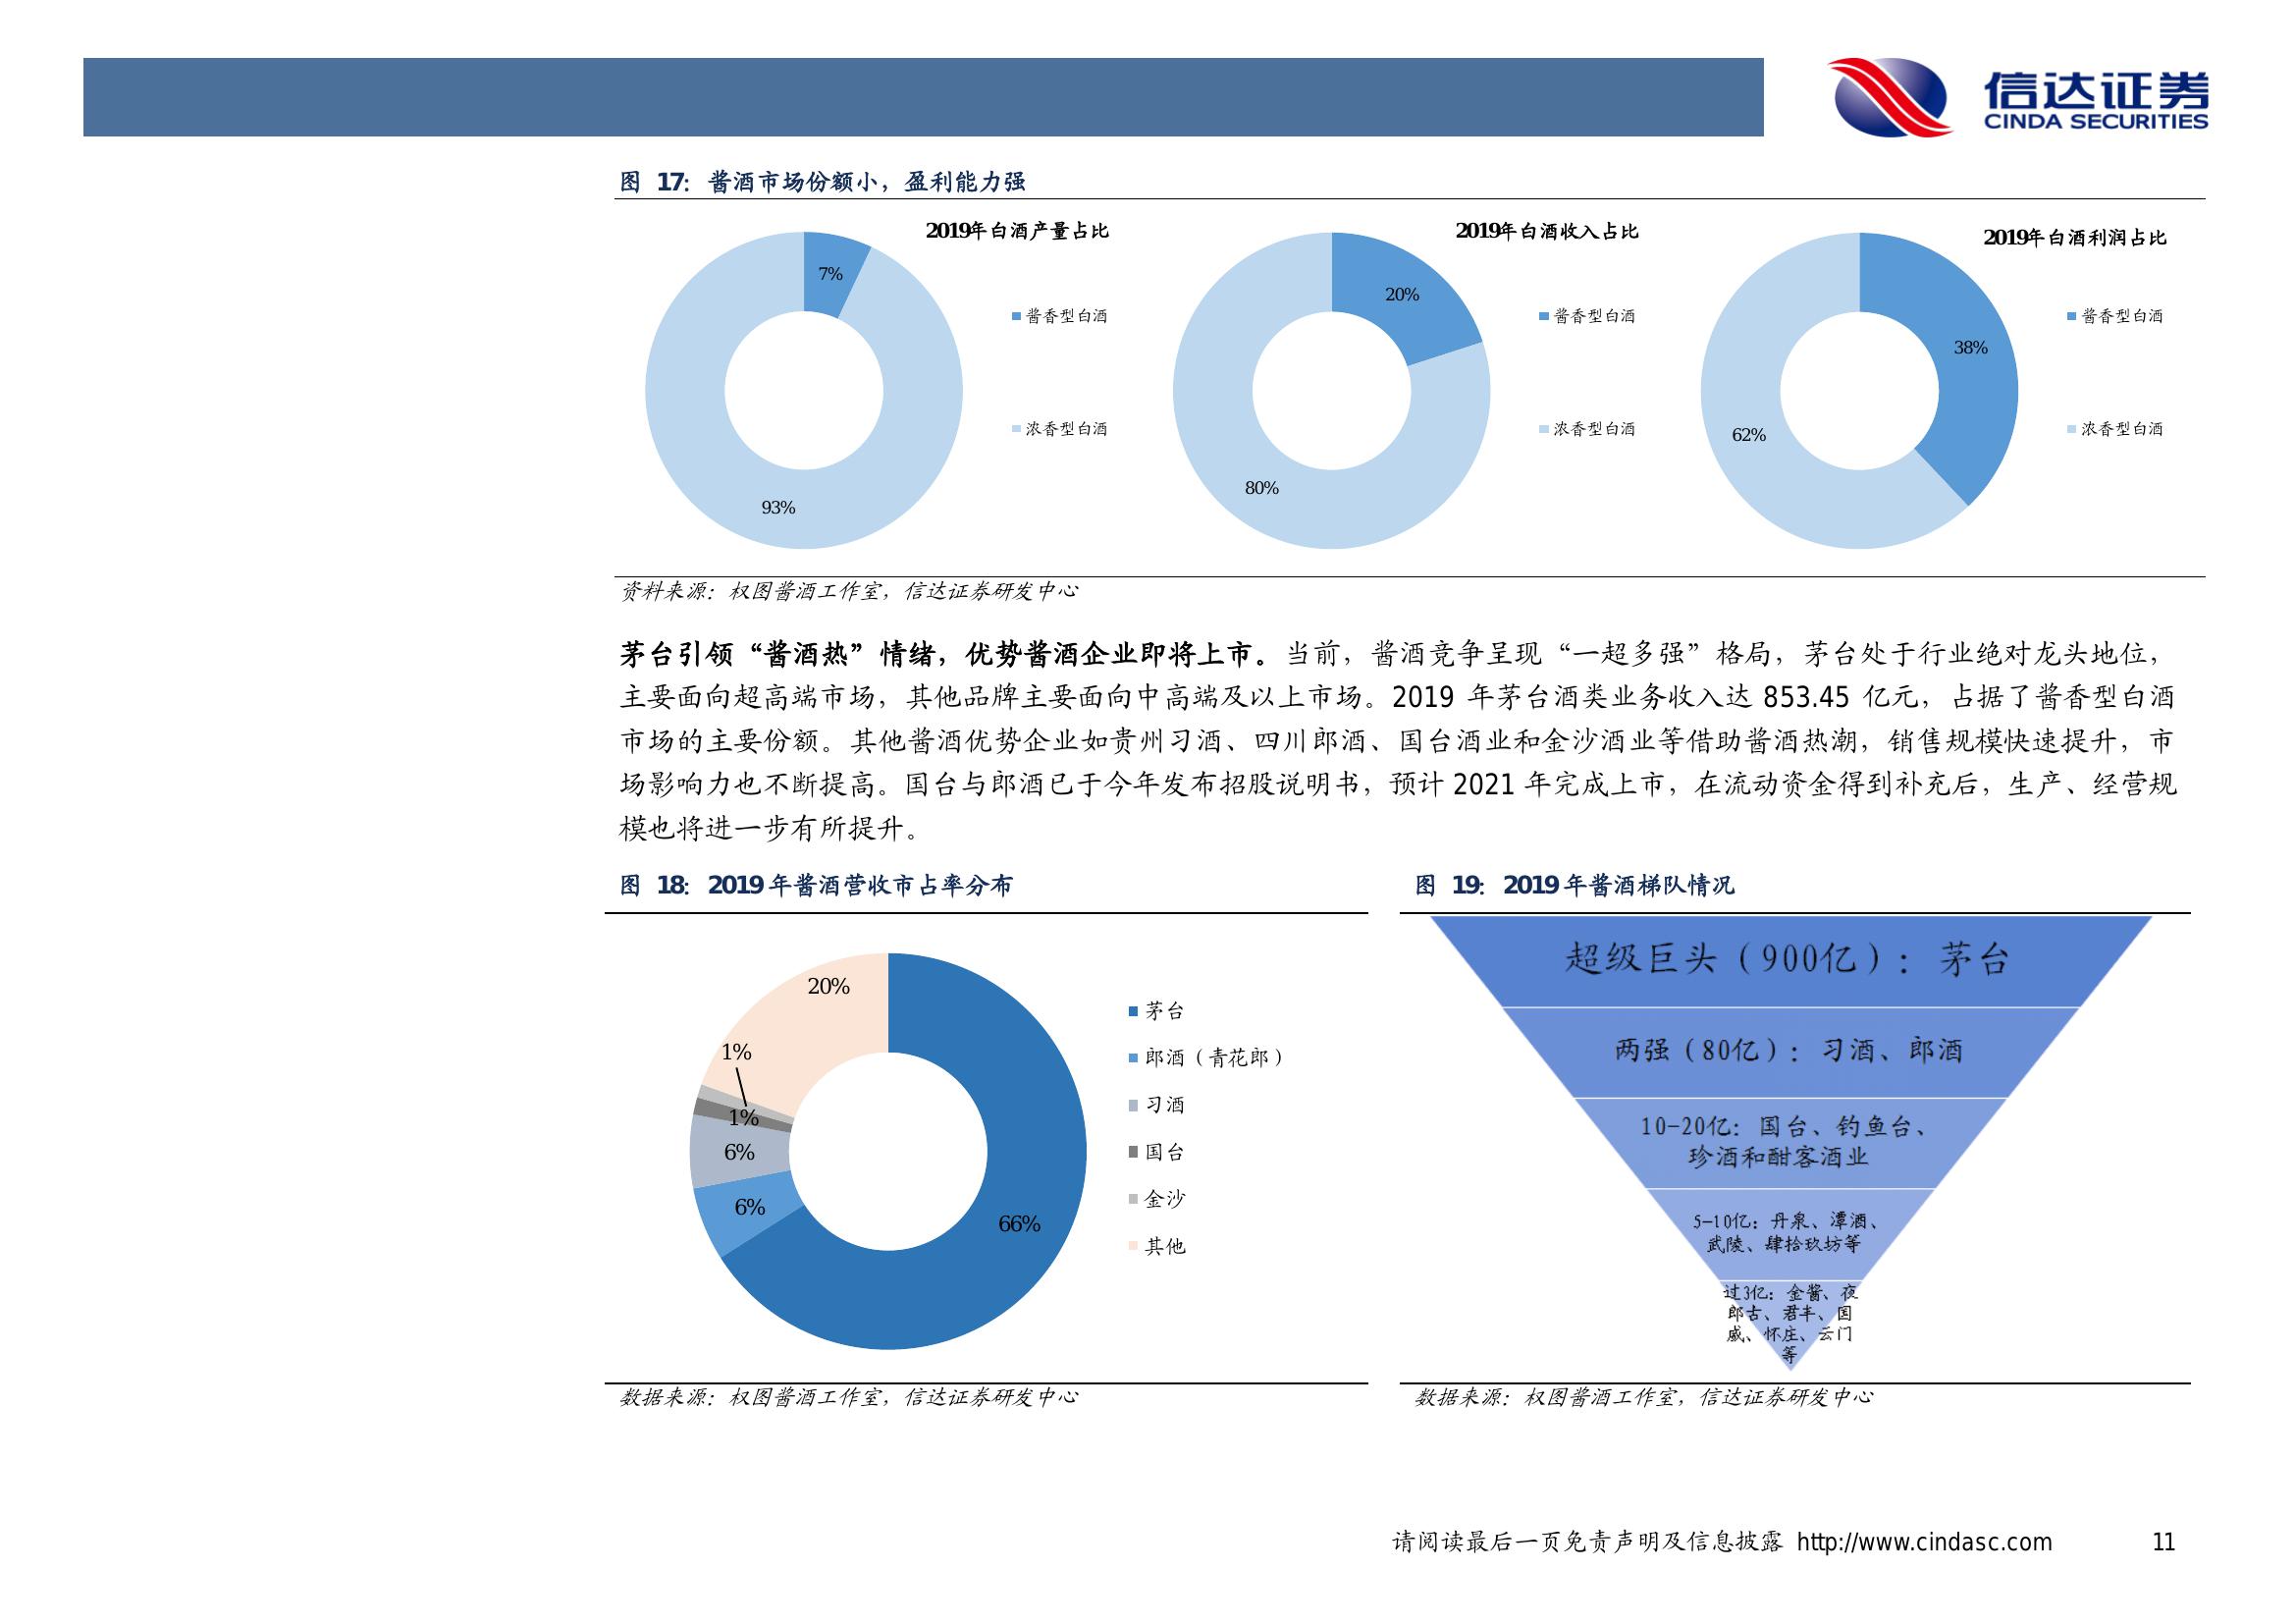 信达证券
CINDA SECURITIES
图 17：酱酒市场份额小，盈利能力强
2019年白酒产量占比
7%
93%
酱香型白酒
浓香型白酒
2019年白酒收入占比
20%
80%
酱香型白酒
浓香型白酒
2019年白酒利润占比
38%
62%
酱香型白酒
浓香型白酒
资料来源：权图酱酒工作室，信达证券研发中心
茅台引领“酱酒热”情绪，优势酱酒企业即将上市。当前，酱酒竞争呈现“一超多强”格局，茅台处于行业绝对龙头地位，
主要面向超高端市场，其他品牌主要面向中高端及以上市场。2019 年茅台酒类业务收入达 853.45 亿元，占据了酱香型白酒
市场的主要份额。其他酱酒优势企业如贵州习酒、四川郎酒、国台酒业和金沙酒业等借助酱酒热潮，销售规模快速提升，市
场影响力也不断提高。国台与郎酒已于今年发布招股说明书，预计 2021 年完成上市，在流动资金得到补充后，生产、经营规
模也将进一步有所提升。
图 18：2019 年酱酒营收市占率分布
20%
1%
1%
6%
6%
66%
茅台
郎酒（青花郎）
习酒
国台
金沙
其他
数据来源：权图酱酒工作室，信达证券研发中心
图 19：2019 年酱酒梯队情况
超级巨头（900亿）：茅台
两强（80亿）：习酒、郎酒
10-20亿：国台、钓鱼台、
珍酒和酣客酒业
5-10亿：丹泉、潭酒、
武陵、肆拾玖坊等
过3亿：金酱、夜
郎古、君丰、国
威、怀庄、云门
等
数据来源：权图酱酒工作室，信达证券研发中心
请阅读最后一页免责声明及信息披露 http://www.cindasc.com 11